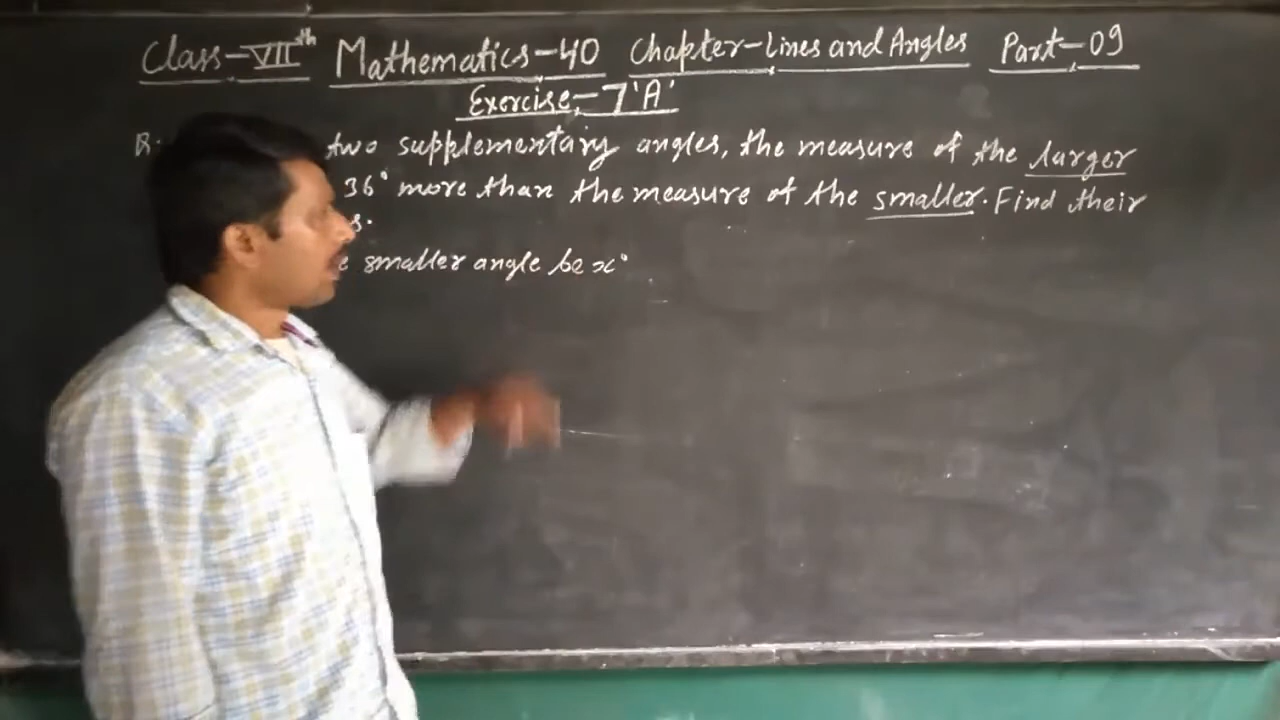 Class-VIIth Mathematics-40 Chapter-Lines and Angles Part-09
Exercise-7'A'
two supplementary angles, the measure of the larger
36° more than the measure of the smaller. Find their
s.
e smaller angle be x°